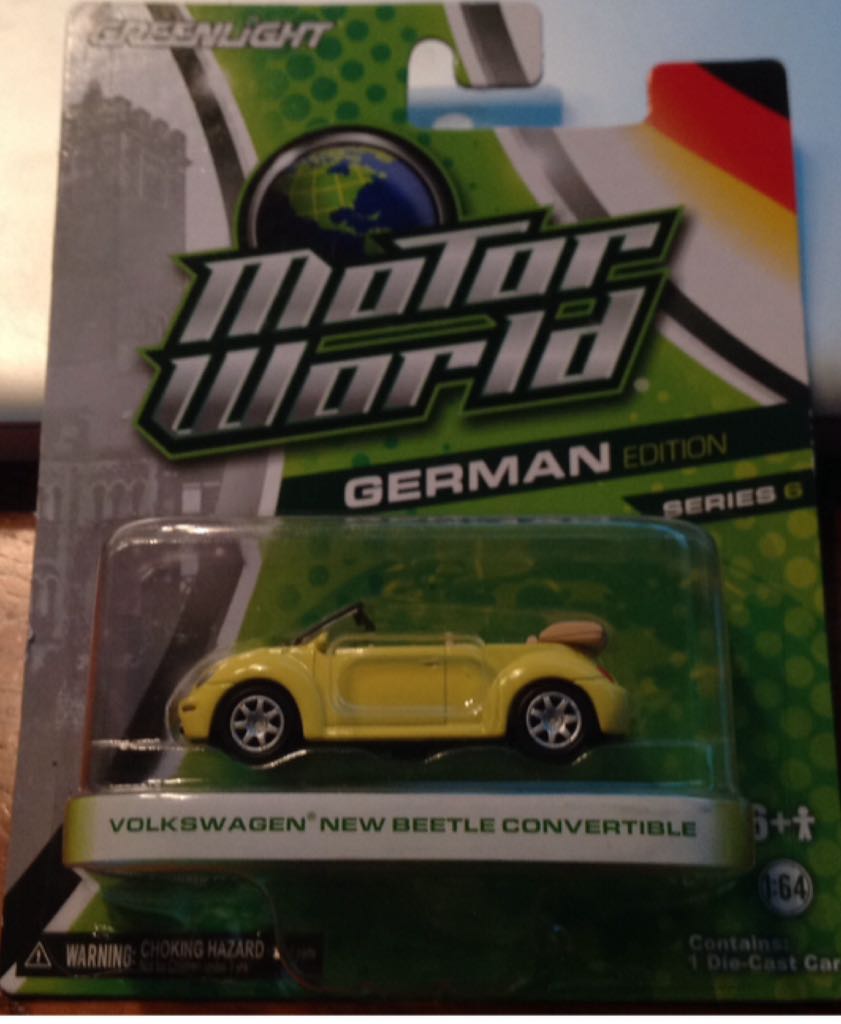 GREENLIGHT
MOTOR
WORLD
GERMAN EDITION
SERIES 6
VOLKSWAGEN® NEW BEETLE CONVERTIBLE
6+
1:64
WARNING: CHOKING HAZARD
Contains:
1 Die-Cast Car